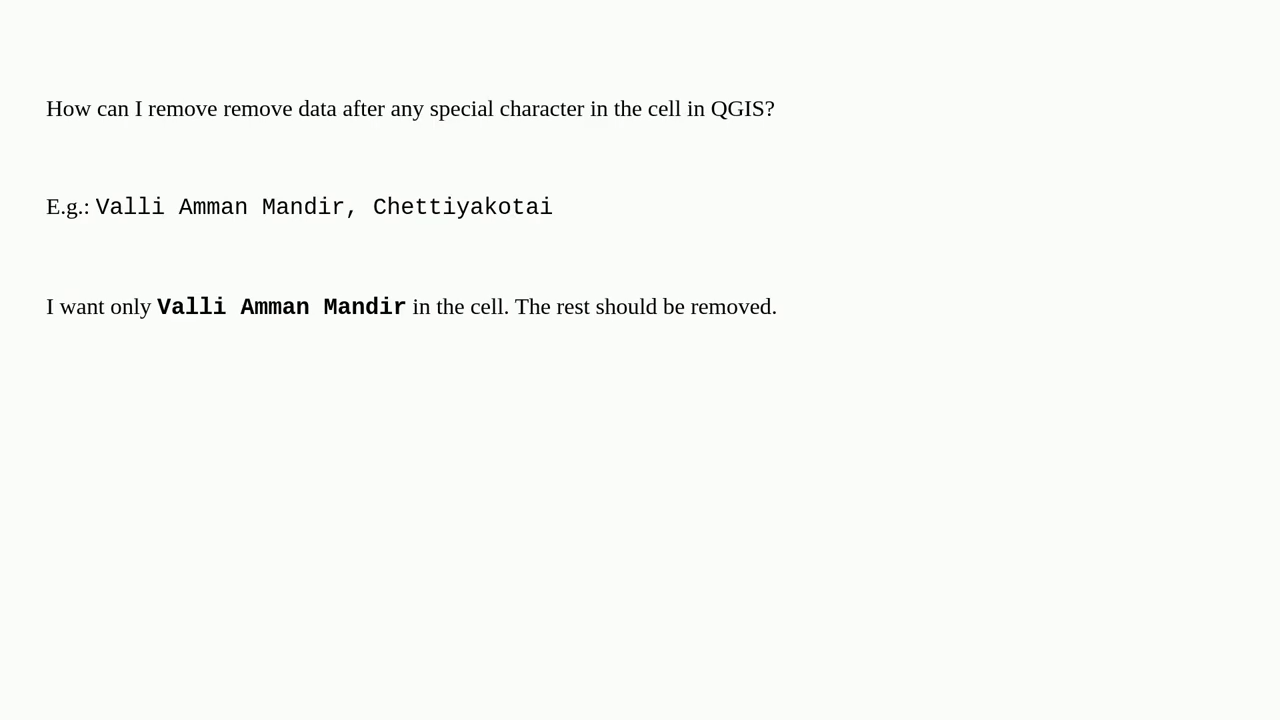 How can I remove remove data after any special character in the cell in QGIS?
E.g.: Valli Amman Mandir, Chettiyakotai
I want only Valli Amman Mandir in the cell. The rest should be removed.